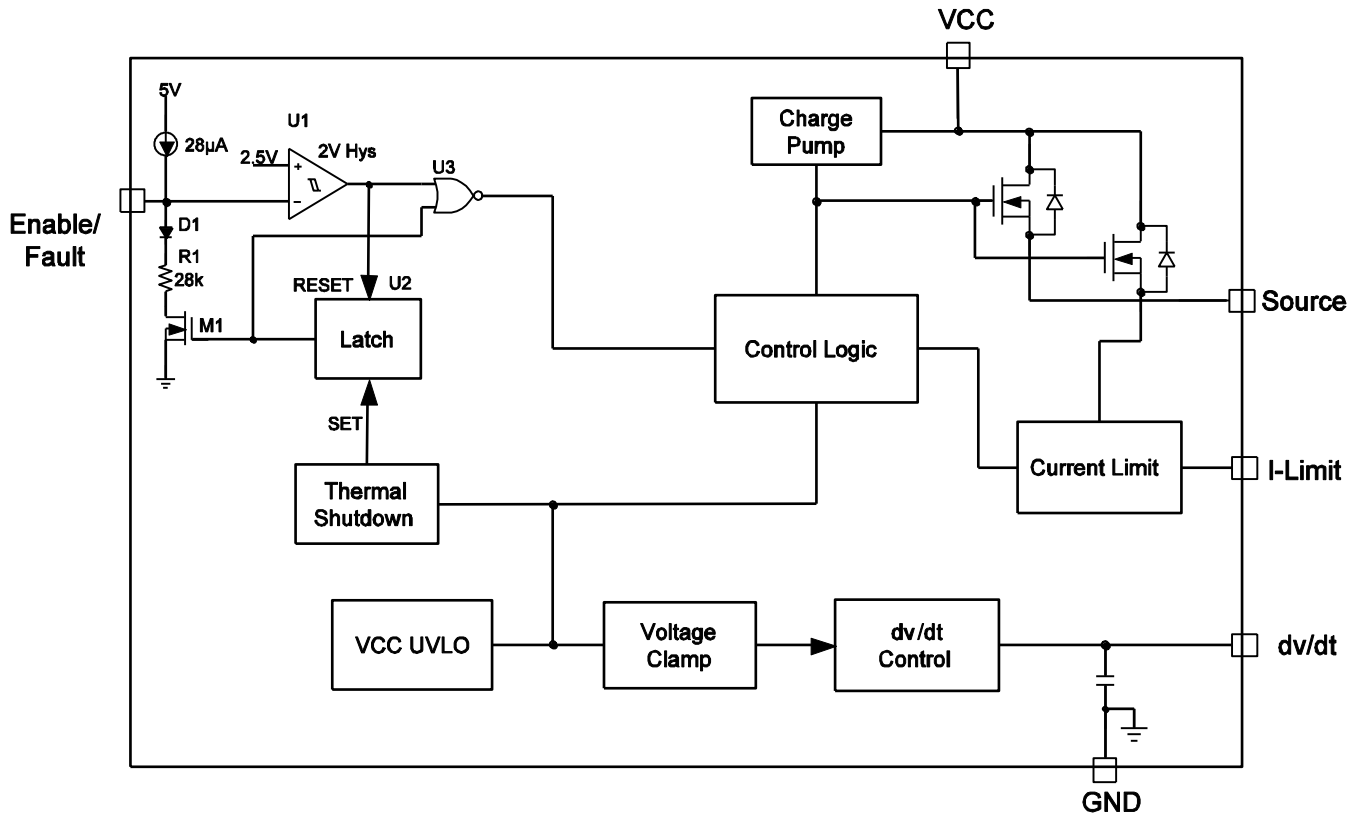 VCC
5V
U1
28µA
2.5V
2V Hys
+
-
U3
Charge
Pump
Enable/
Fault
D1
R1
28k
RESET
U2
M1
Latch
Control Logic
Source
SET
Thermal
Shutdown
Current Limit
I-Limit
VCC UVLO
Voltage
Clamp
dv/dt
Control
dv/dt
GND